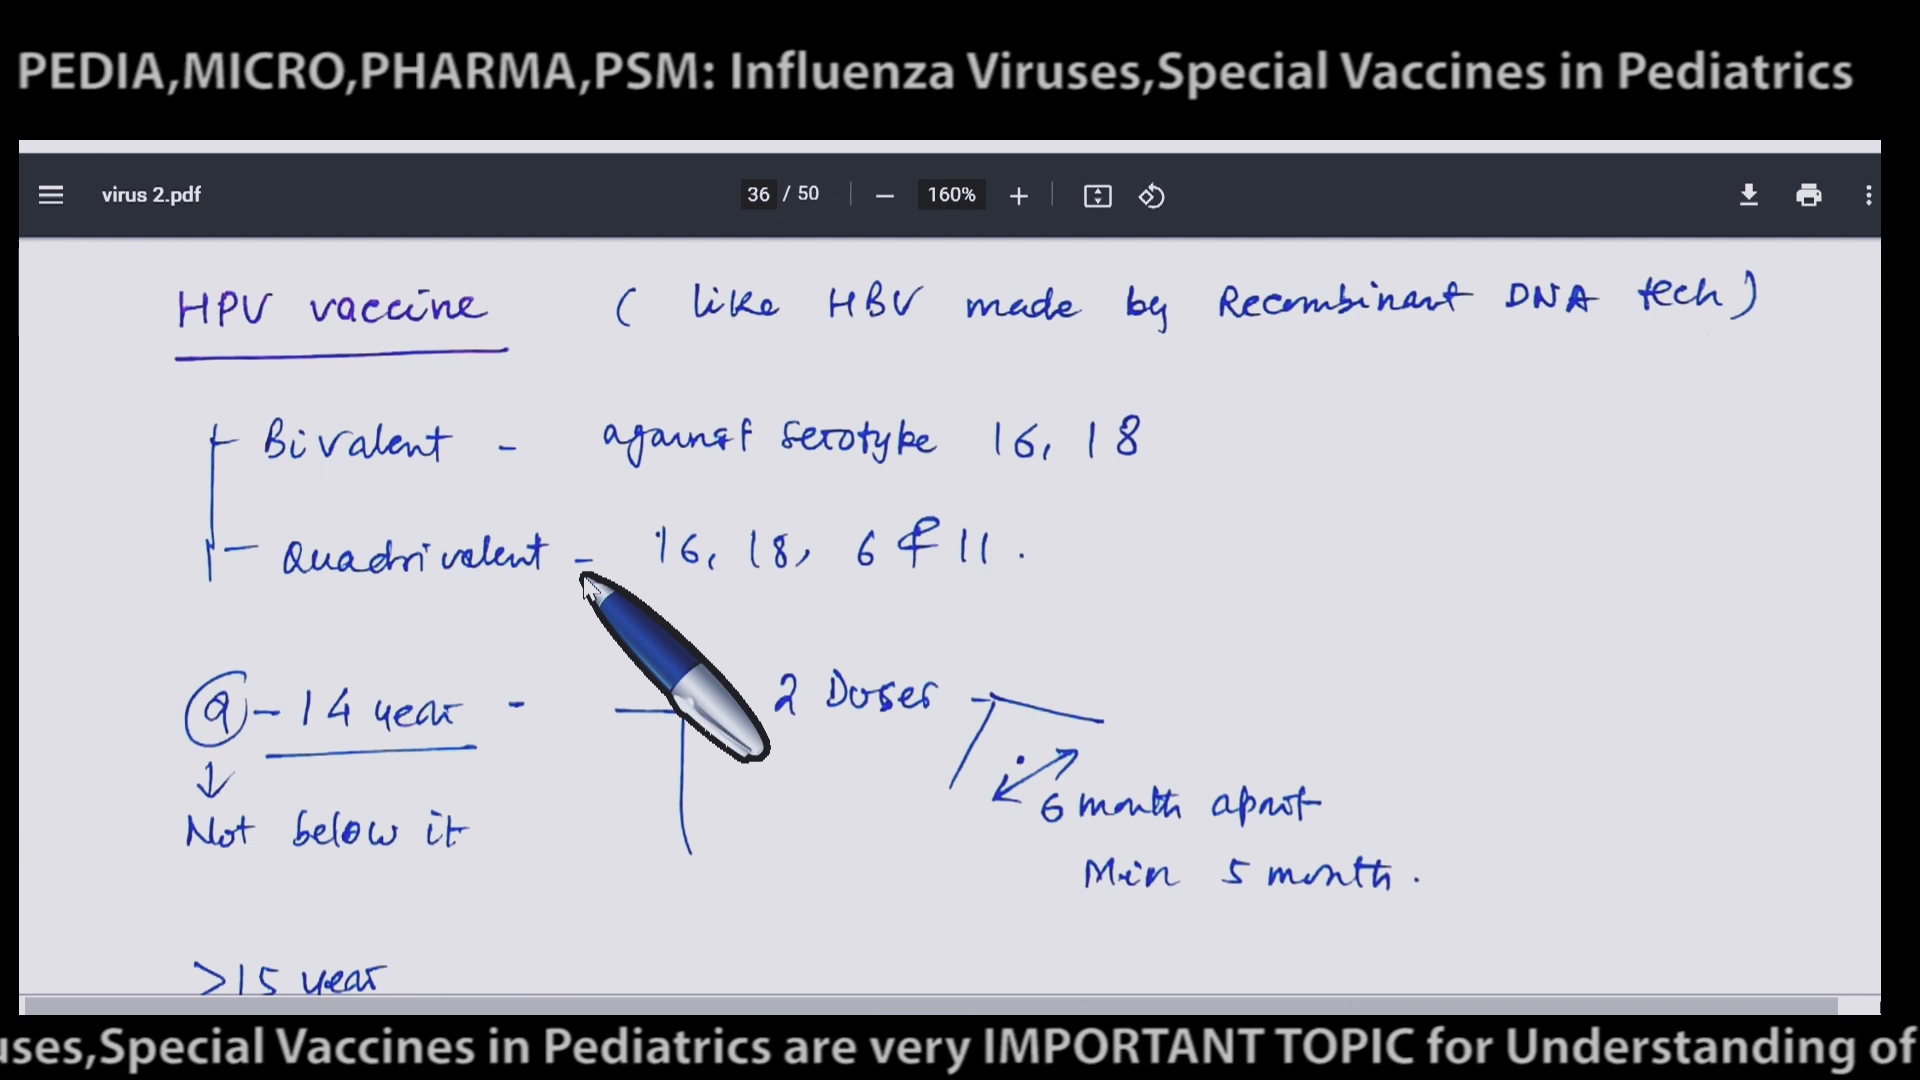 PEDIA,MICRO,PHARMA,PSM: Influenza Viruses,Special Vaccines in Pediatrics
virus 2.pdf
36 / 50
160%
HPV vaccine ( like HBV made by Recombinant DNA tech )
Bivalent - against serotype 16, 18
Quadrivalent - 16, 18, 6 & 11 .
9 - 14 year - 2 Doses
Not below it
6 month apart
Min 5 month .
>15 year
uses,Special Vaccines in Pediatrics are very IMPORTANT TOPIC for Understanding of